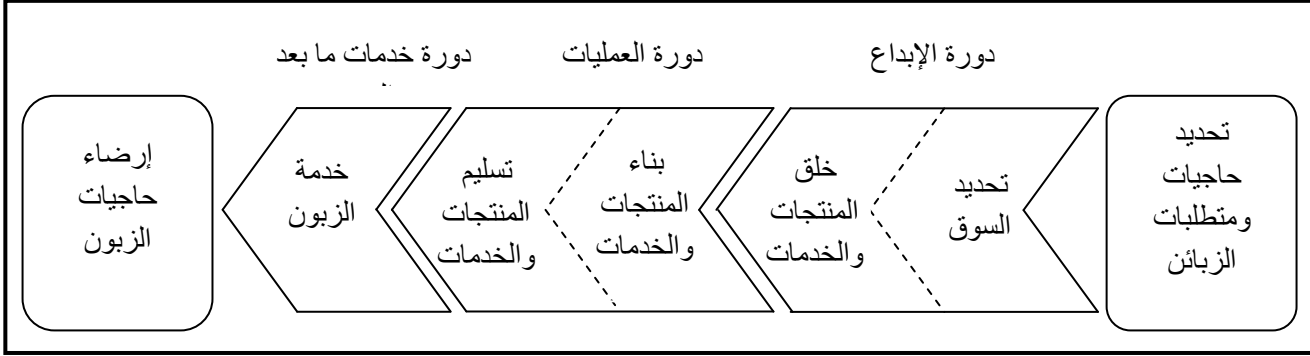 دورة الإبداع
دورة العمليات
دورة خدمات ما بعد
تحديد
حاجيات
ومتطلبات
الزبائن
تحديد
السوق
خلق
المنتجات
والخدمات
بناء
المنتجات
والخدمات
تسليم
المنتجات
والخدمات
خدمة
الزبون
إرضاء
حاجيات
الزبون